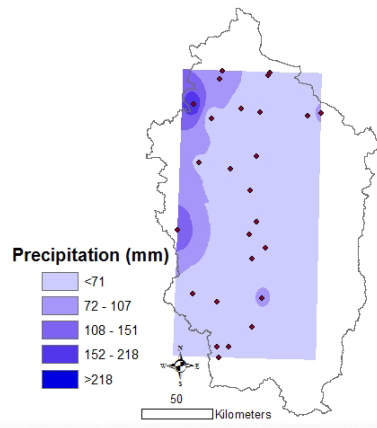 Precipitation (mm)
<71
72 - 107
108 - 151
152 - 218
>218
N
W E
S
50
Kilometers